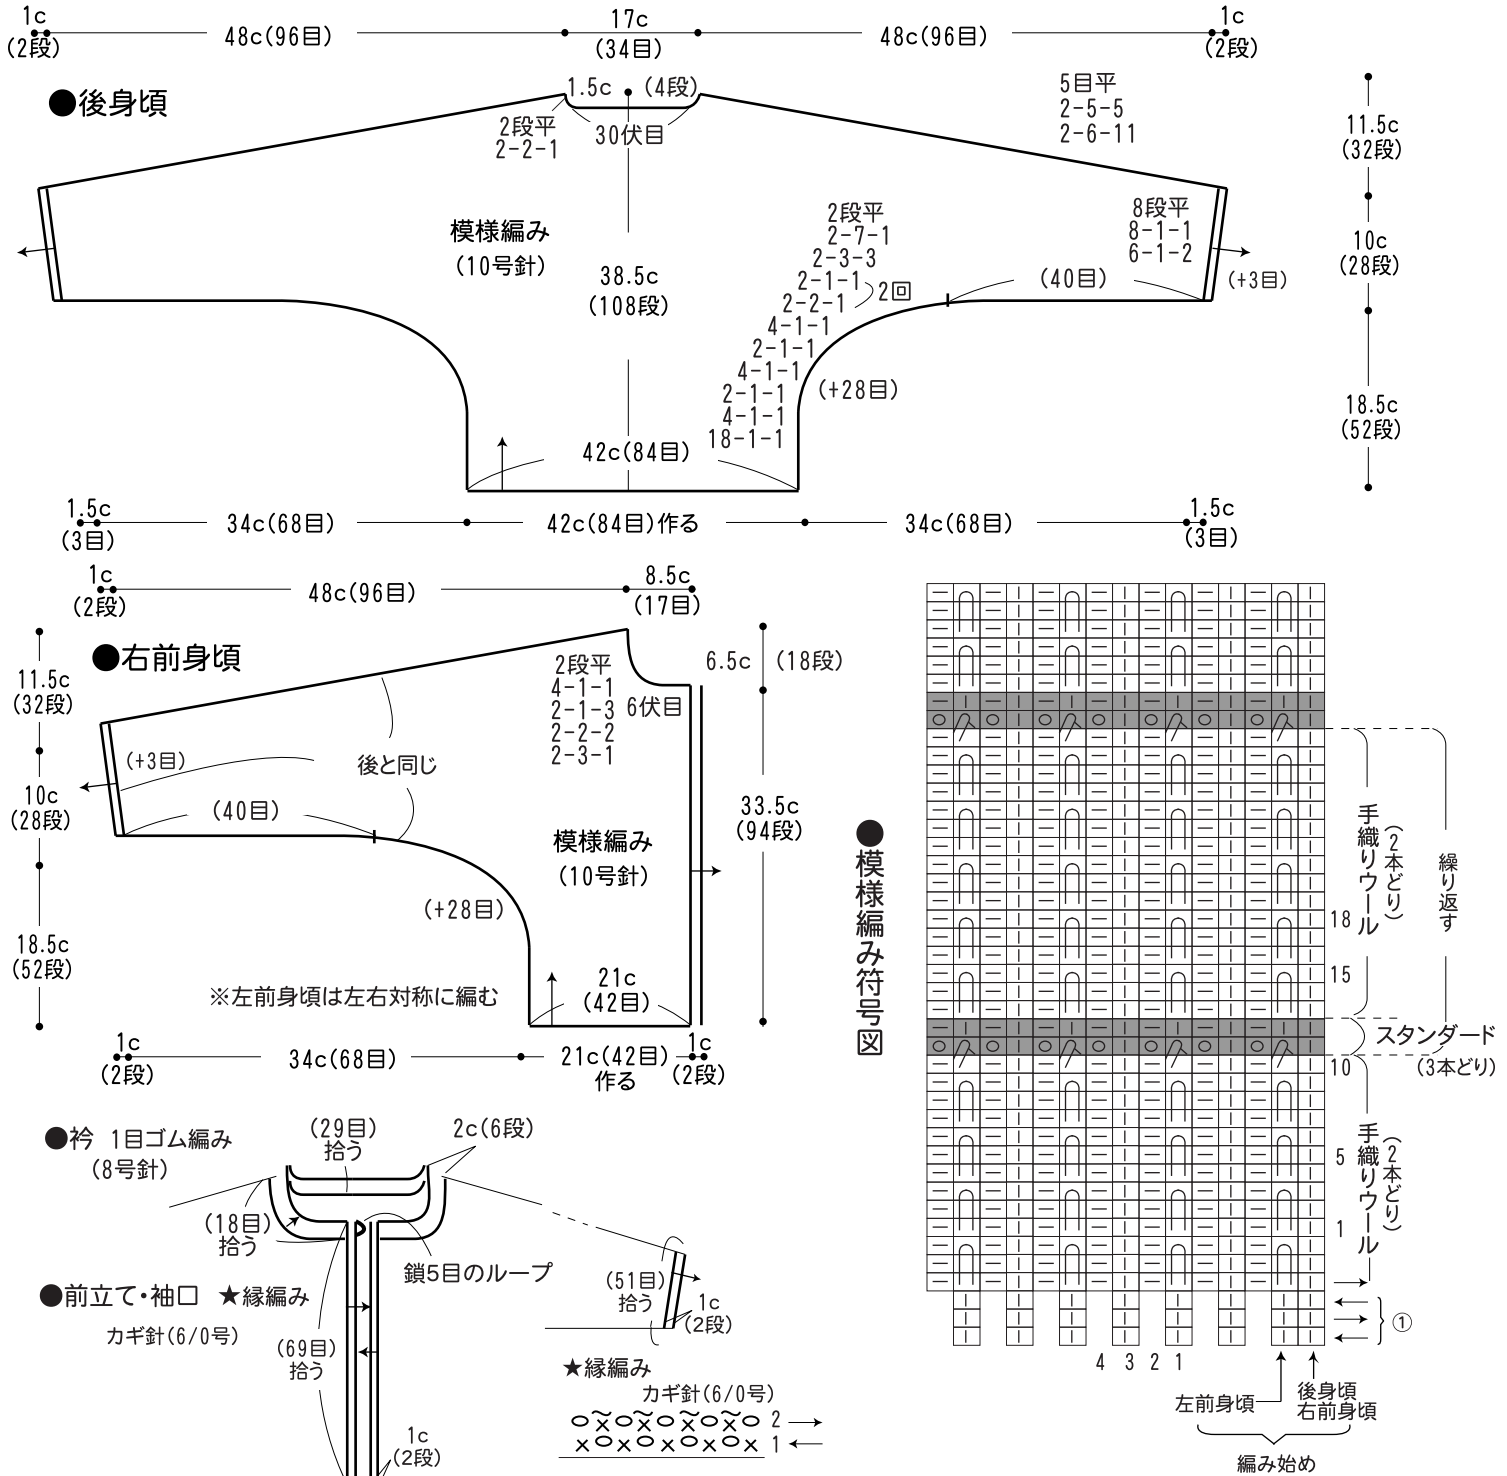 1c
(2段)
48c(96目)
17c
(34目)
48c(96目)
1c
(2段)
●後身頃
1.5c
(4段)
2段平
2-2-1
30伏目
5目平
2-5-5
2-6-11
11.5c
(32段)
模様編み
(10号針)
38.5c
(108段)
2段平
2-7-1
2-3-3
2-1-1
2-2-1
2回
4-1-1
2-1-1
4-1-1
2-1-1
4-1-1
18-1-1
(+28目)
8段平
8-1-1
6-1-2
(+3目)
(40目)
10c
(28段)
18.5c
(52段)
42c(84目)
1.5c
(3目)
34c(68目)
42c(84目)作る
34c(68目)
1.5c
(3目)
1c
(2段)
48c(96目)
8.5c
(17目)
●右前身頃
11.5c
(32段)
10c
(28段)
18.5c
(52段)
2段平
4-1-1
2-1-3
2-2-2
2-3-1
6伏目
6.5c
(18段)
(+3目)
後と同じ
(40目)
模様編み
(10号針)
33.5c
(94段)
(+28目)
※左前身頃は左右対称に編む
21c
(42目)
1c
(2段)
34c(68目)
21c(42目)
作る
1c
(2段)
●衿 1目ゴム編み
(8号針)
(29目)
拾う
2c(6段)
(18目)
拾う
鎖5目のループ
●前立て・袖口 ★縁編み
カギ針(6/0号)
(69目)
拾う
1c
(2段)
(51目)
拾う
1c
(2段)
★縁編み
カギ針(6/0号)
2
1
●模様編み符号図
手織りウール
(2本どり)
繰り返す
18
15
スタンダード
(3本どり)
10
5
1
手織りウール
(2本どり)
①
4 3 2 1
左前身頃
後身頃
右前身頃
編み始め